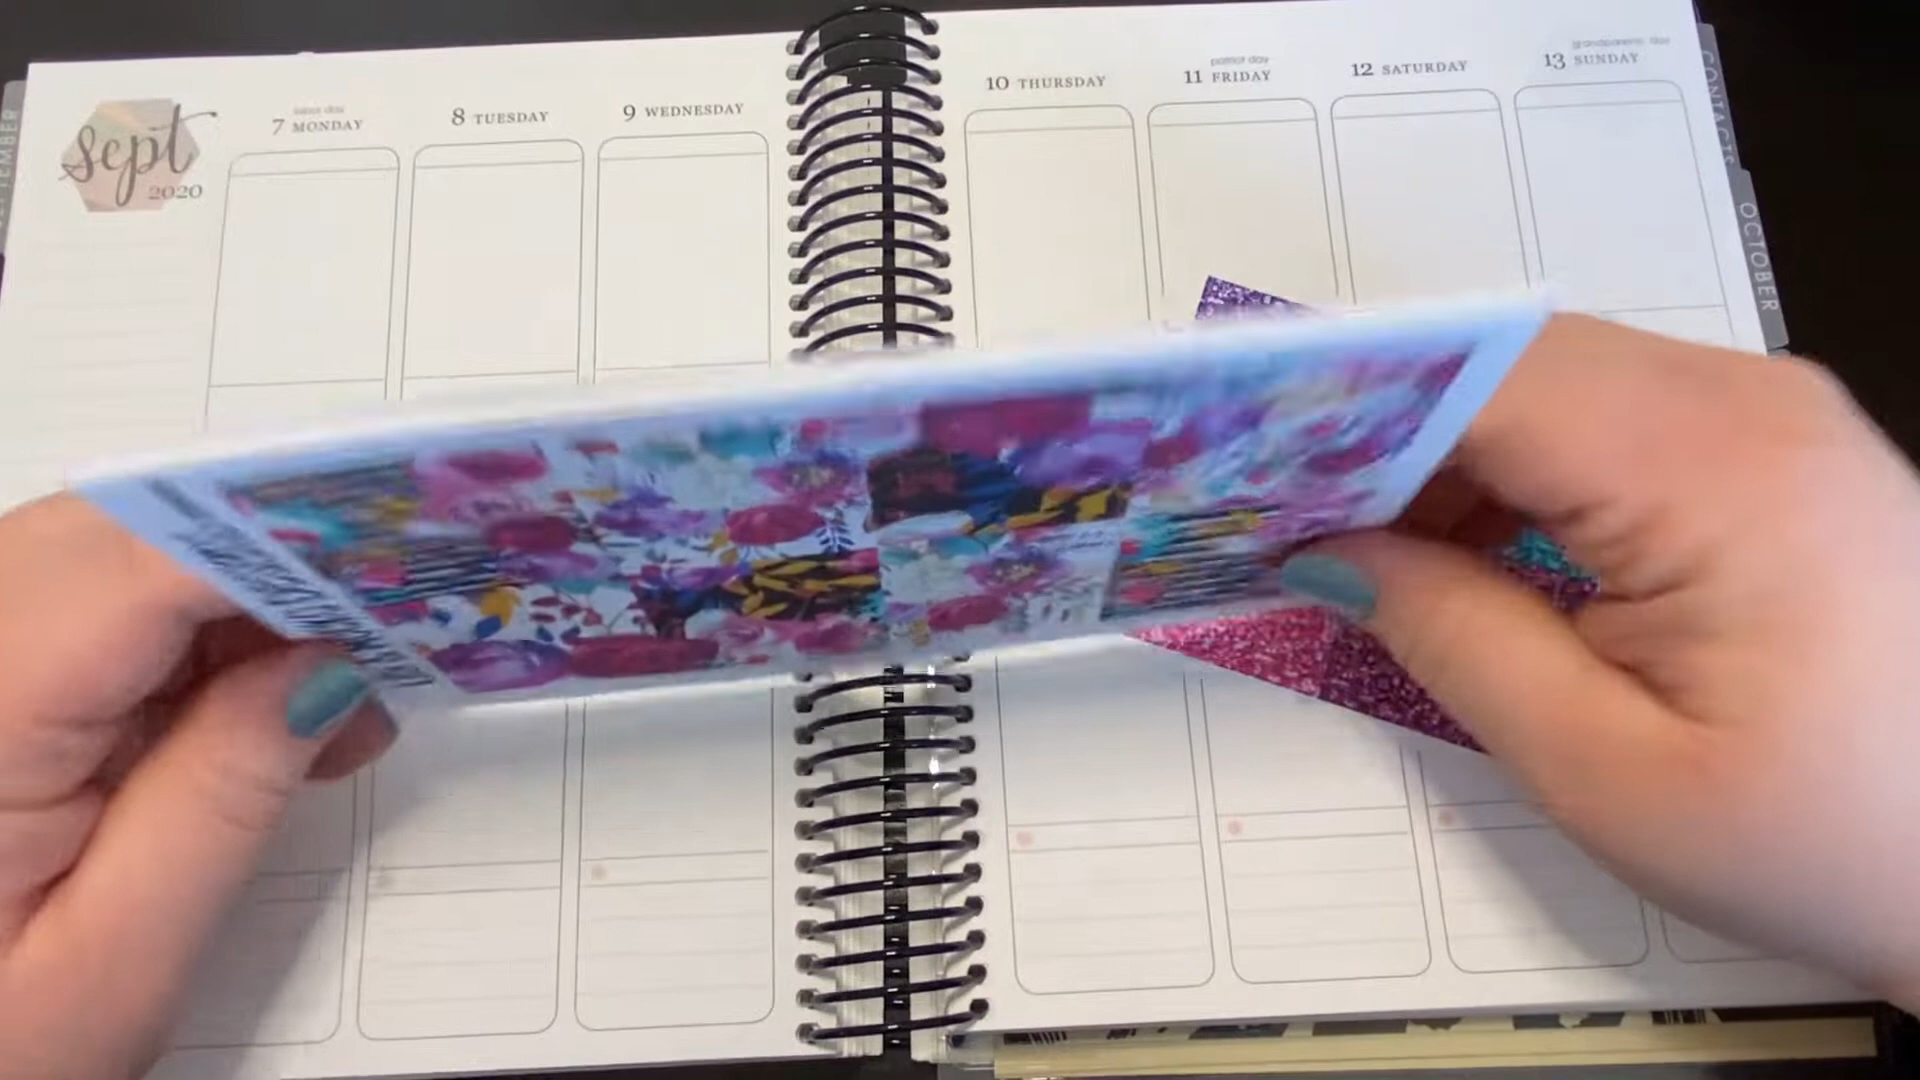 sept
2020
labor day
7 MONDAY
8 TUESDAY
9 WEDNESDAY
10 THURSDAY
patriot day
11 FRIDAY
12 SATURDAY
grandparents day
13 SUNDAY
CONTACTS
OCTOBER